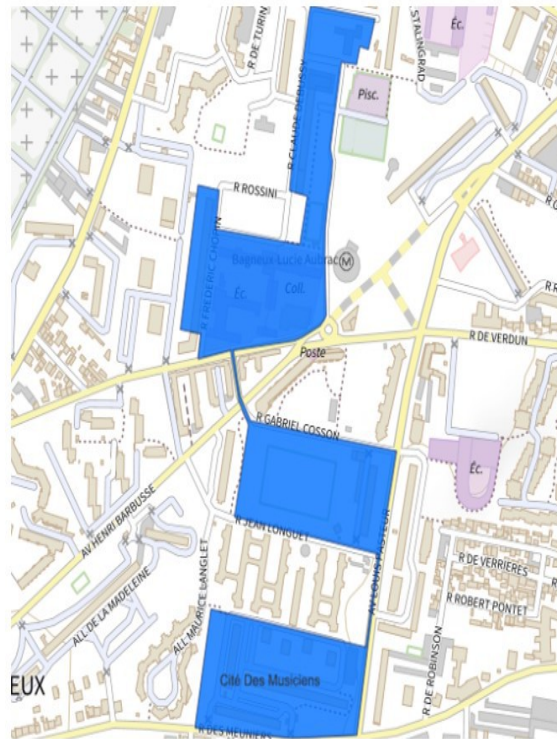 R DE TURIN
STALINGRAD
Éc.
R CLAUDE DEBUSSY
Pisc.
R ROSSINI
R FRÉDÉRIC CHOPIN
Bagneux-Lucie Aubrac
M
Éc.
Coll.
R DE VERDUN
Poste
R GABRIEL COSSON
Éc.
AV HENRI BARBUSSE
R JEAN LONGUET
AV LOUIS PASTEUR
R DE VERRIÈRES
ALL DE LA MADELEINE
ALL MAURICE LANGLET
R ROBERT PONTET
R DE ROBINSON
EUX
Cité Des Musiciens
R DES MEUNIERS